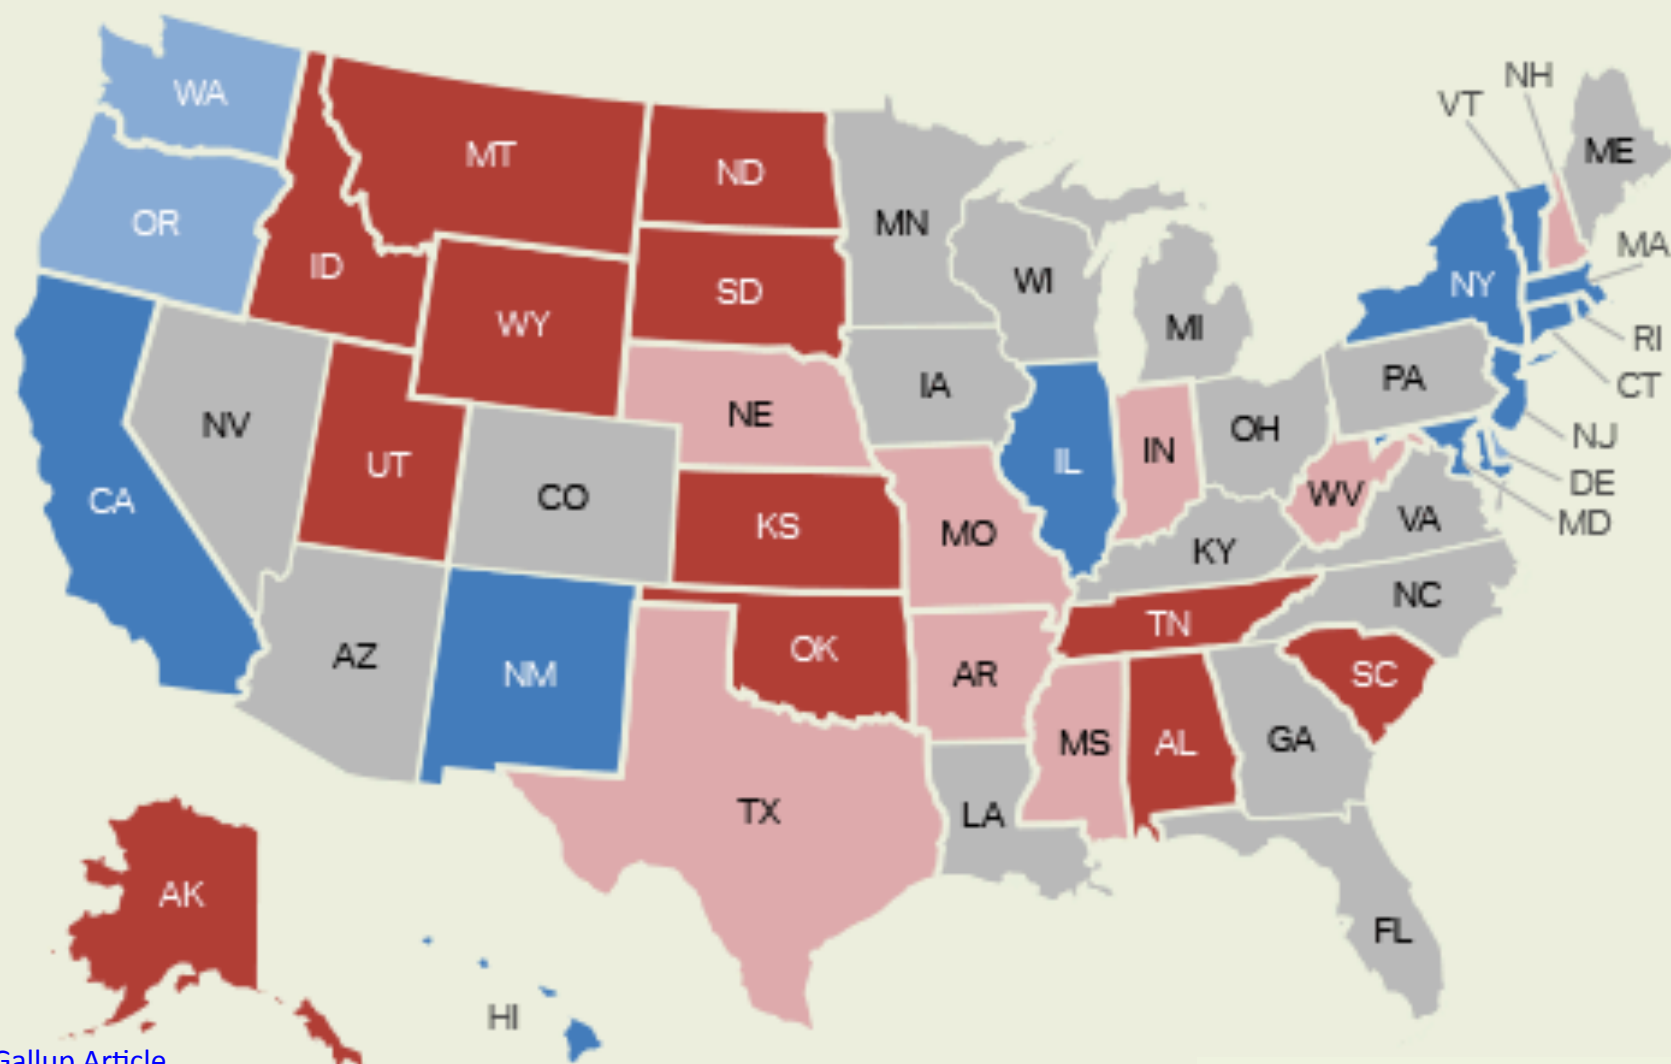 NH
VT
WA
ME
MT
ND
OR
MN
MA
ID
WI
NY
SD
WY
MI
RI
IA
PA
CT
NE
NV
OH
NJ
IN
UT
IL
DE
CO
WV
CA
VA
MD
KS
MO
KY
NC
TN
OK
AZ
NM
AR
SC
MS
AL
GA
TX
LA
AK
FL
HI
Gallup Article